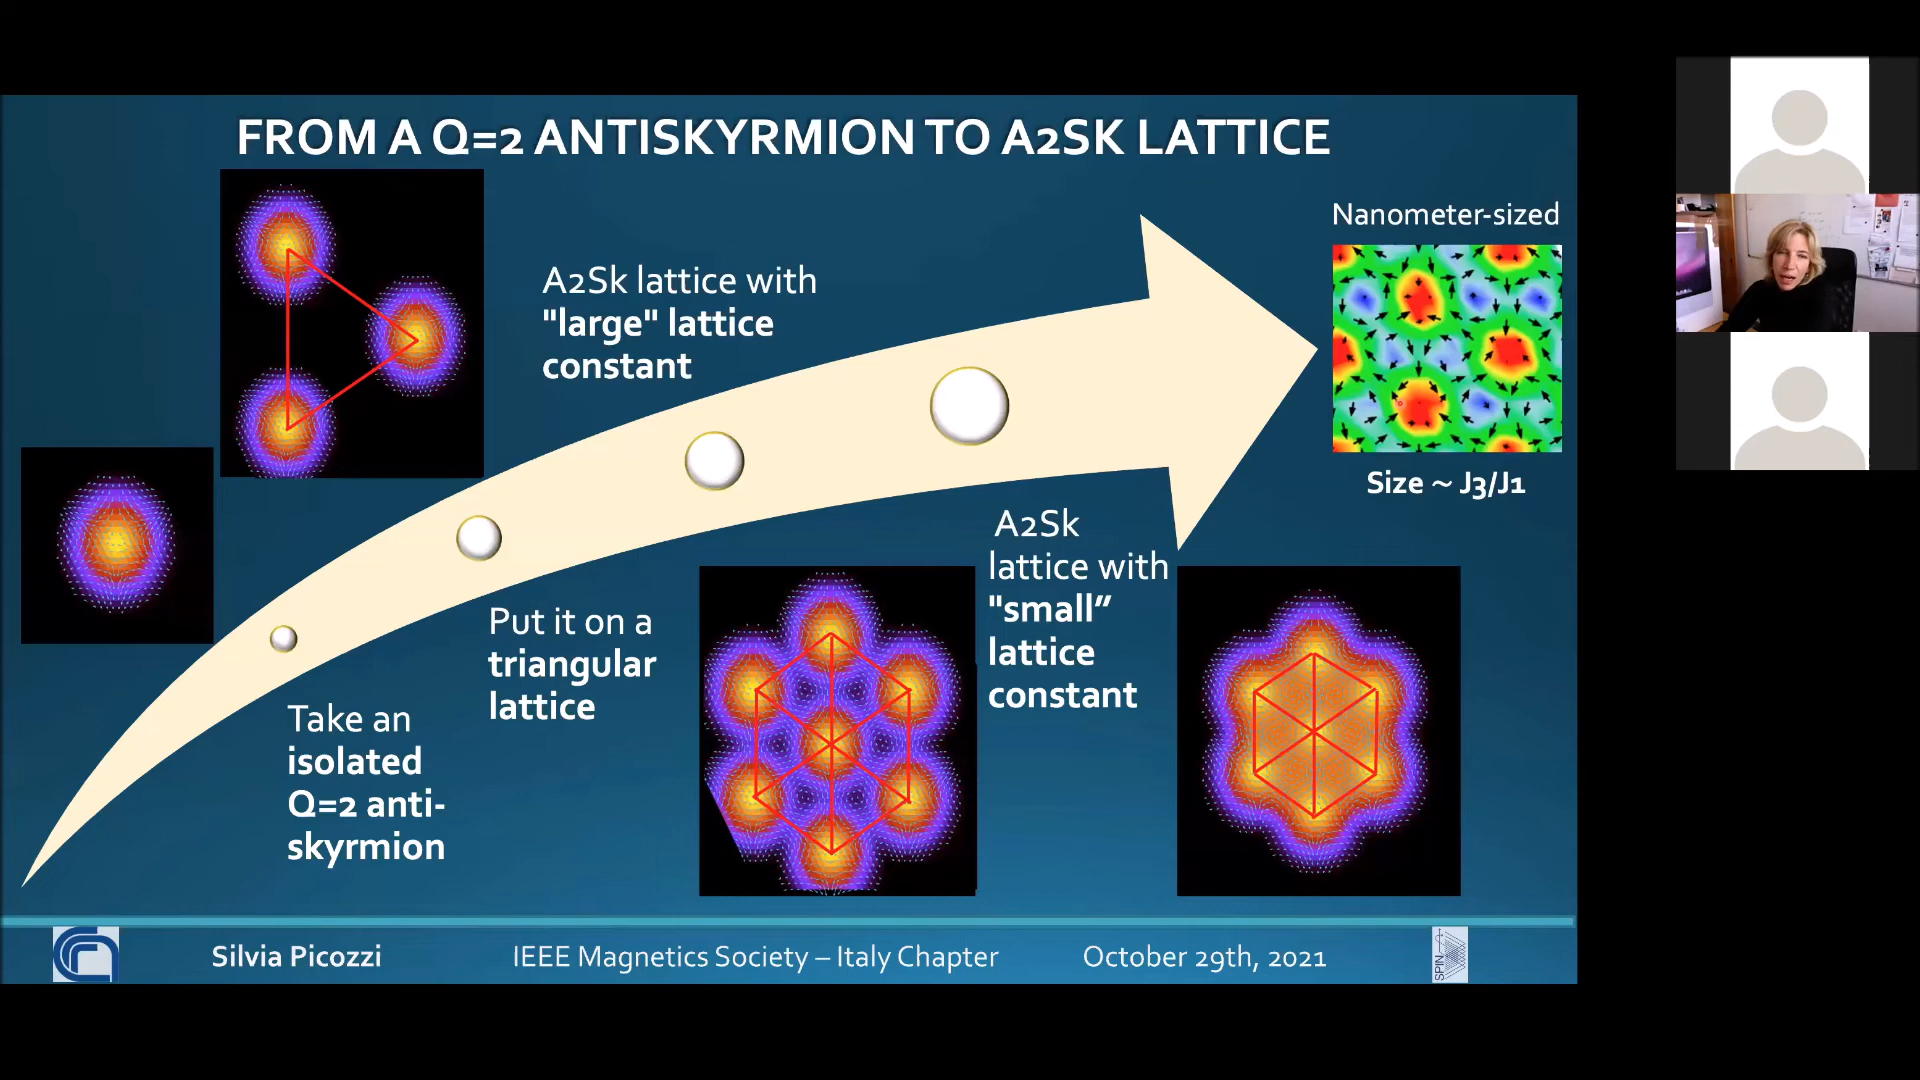 FROM A Q=2 ANTISKYRMION TO A2SK LATTICE
Nanometer-sized
A2Sk lattice with
"large" lattice
constant
Size ~ J3/J1
A2Sk
lattice with
"small”
lattice
constant
Put it on a
triangular
lattice
Take an
isolated
Q=2 anti-
skyrmion
Silvia Picozzi
IEEE Magnetics Society – Italy Chapter
October 29th, 2021
SPIN